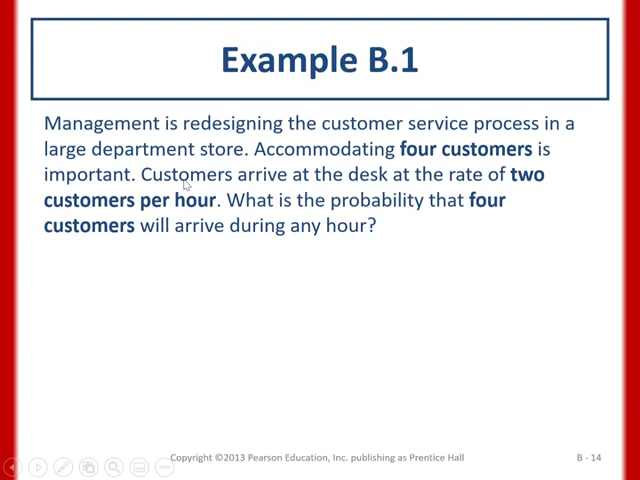 Example B.1
Management is redesigning the customer service process in a
large department store. Accommodating four customers is
important. Customers arrive at the desk at the rate of two
customers per hour. What is the probability that four
customers will arrive during any hour?
Copyright ©2013 Pearson Education, Inc. publishing as Prentice Hall
B - 14